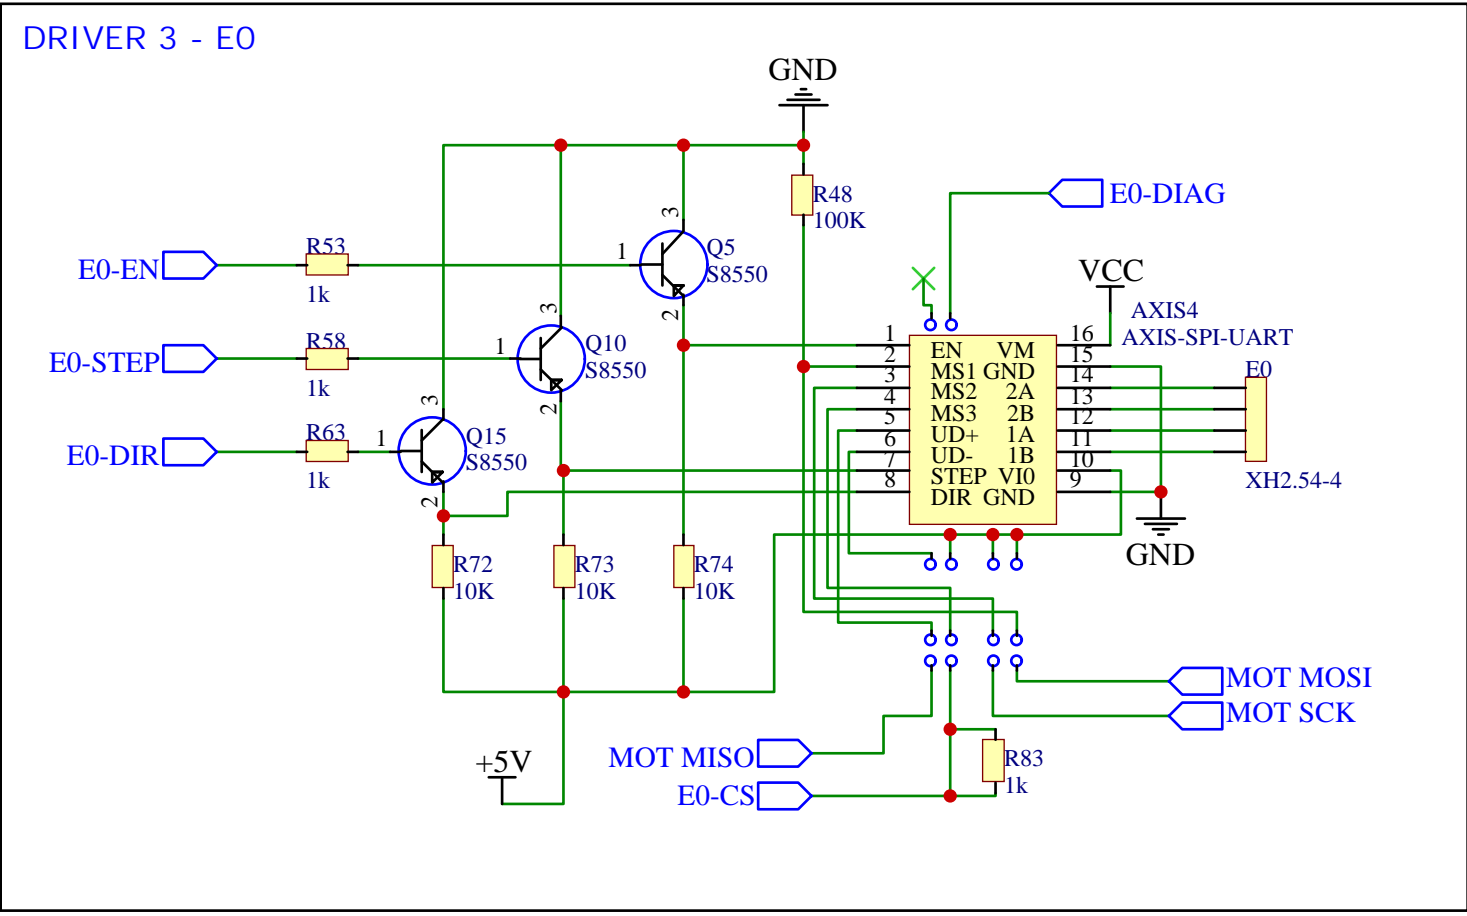 DRIVER 3 - E0
GND
R48
100K
E0-DIAG
3
R53
1
Q5
S8550
E0-EN
1k
2
VCC
AXIS4
AXIS-SPI-UART
3
R58
1
Q10
S8550
E0-STEP
1k
2
1
EN
VM
16
2
MS1
GND
15
3
MS2
2A
14
4
MS3
2B
13
5
UD+
1A
12
6
UD-
1B
11
7
STEP
VI0
10
8
DIR
GND
9
E0
XH2.54-4
3
R63
1
Q15
S8550
E0-DIR
1k
2
GND
R72
10K
R73
10K
R74
10K
MOT MOSI
MOT SCK
+5V
MOT MISO
R83
1k
E0-CS